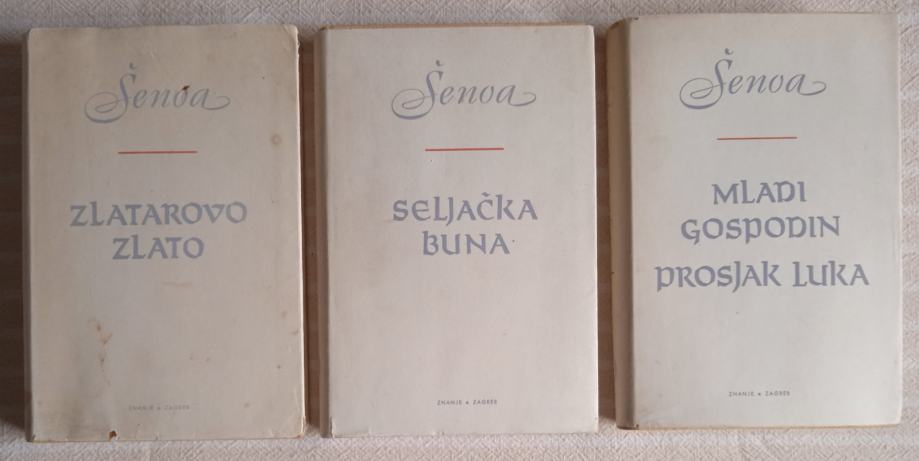 Šenoa
ZLATAROVO
ZLATO
ZNANJE ★ ZAGREB
Šenoa
SELJAČKA
BUNA
ZNANJE ★ ZAGREB
Šenoa
MLADI
GOSPODIN
PROSJAK LUKA
ZNANJE ★ ZAGREB